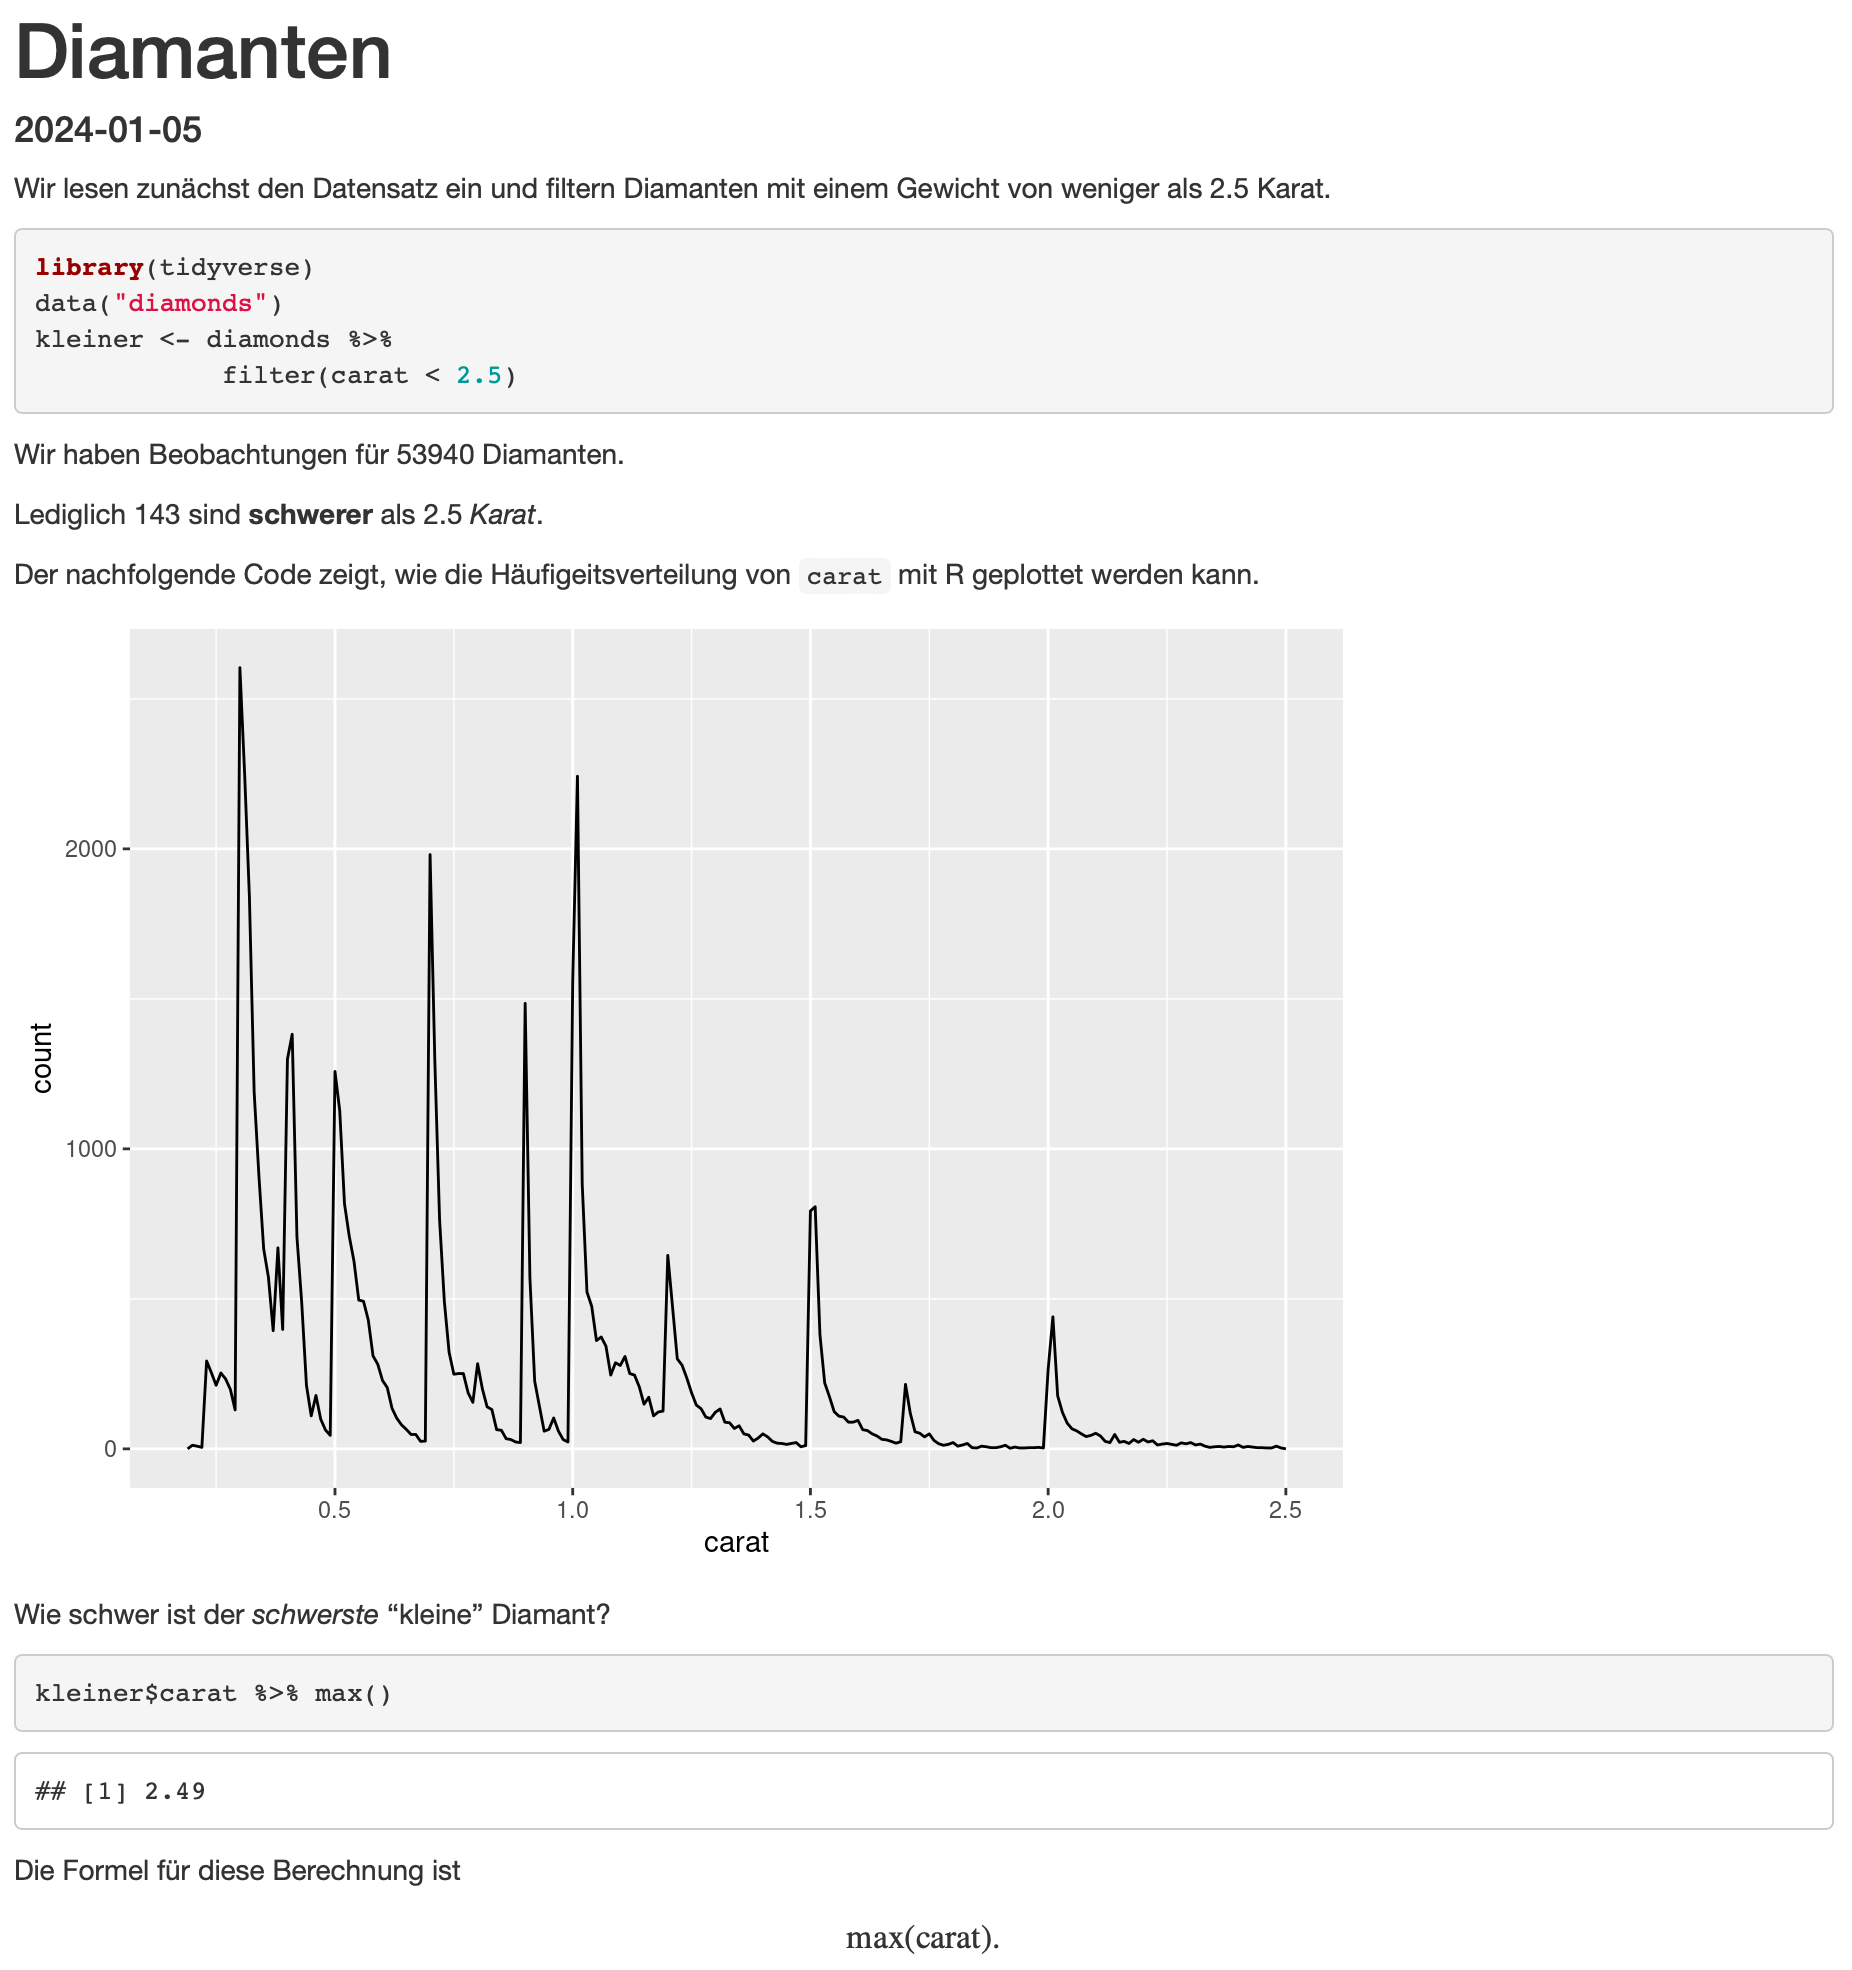 Diamanten
2024-01-05
Wir lesen zunächst den Datensatz ein und filtern Diamanten mit einem Gewicht von weniger als 2.5 Karat.
library(tidyverse)
data("diamonds")
kleiner <- diamonds %>%
            filter(carat < 2.5)
Wir haben Beobachtungen für 53940 Diamanten.
Lediglich 143 sind schwerer als 2.5 Karat.
Der nachfolgende Code zeigt, wie die Häufigeitsverteilung von carat mit R geplottet werden kann.
2000
1000
0
count
0.5 1.0 1.5 2.0 2.5
carat
Wie schwer ist der schwerste “kleine” Diamant?
kleiner$carat %>% max()
## [1] 2.49
Die Formel für diese Berechnung ist
max(carat).